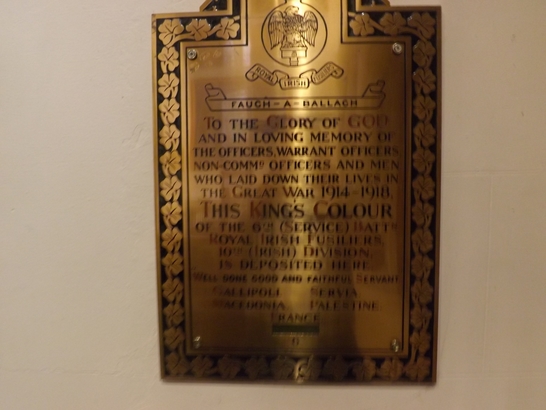 ROYAL IRISH FUSILIERS
FAUGH-A-BALLAGH
TO THE GLORY OF GOD
AND IN LOVING MEMORY OF
THE OFFICERS, WARRANT OFFICERS
NON-COMMD OFFICERS AND MEN
WHO LAID DOWN THEIR LIVES IN
THE GREAT WAR 1914-1918.
THIS KING'S COLOUR
OF THE 6TH (SERVICE) BATTN
ROYAL IRISH FUSILIERS,
10TH (IRISH) DIVISION,
IS DEPOSITED HERE.
WELL DONE GOOD AND FAITHFUL SERVANT
GALLIPOLI SERVIA
MACEDONIA PALESTINE
FRANCE
6